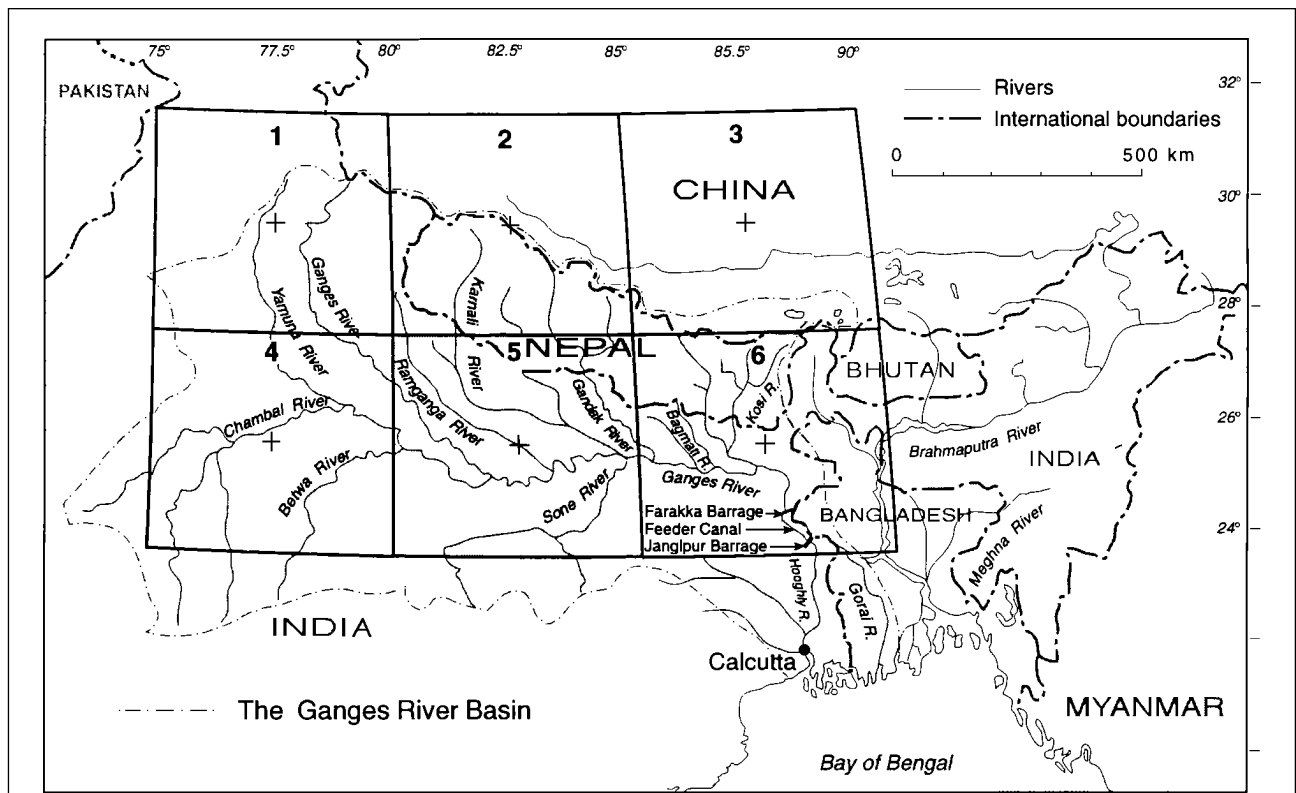 75° 77.5° 80° 82.5° 85° 85.5° 90°
PAKISTAN
32°
Rivers
International boundaries
0 500 km
1 2 3
CHINA
30°
Ganges River
Karnali
River
Yamuna River
28°
4 5 NEPAL 6
BHUTAN
Ramganga River
Gandak River
Bagman R.
Kosi R.
Chambal River
26°
Brahmaputra River
INDIA
Betwa River
Sone River
Ganges River
Farakka Barrage
Feeder Canal
Jangipur Barrage
BANGLADESH
24°
Meghna River
Hooghly R.
Gorai R.
INDIA
Calcutta
The Ganges River Basin
MYANMAR
Bay of Bengal